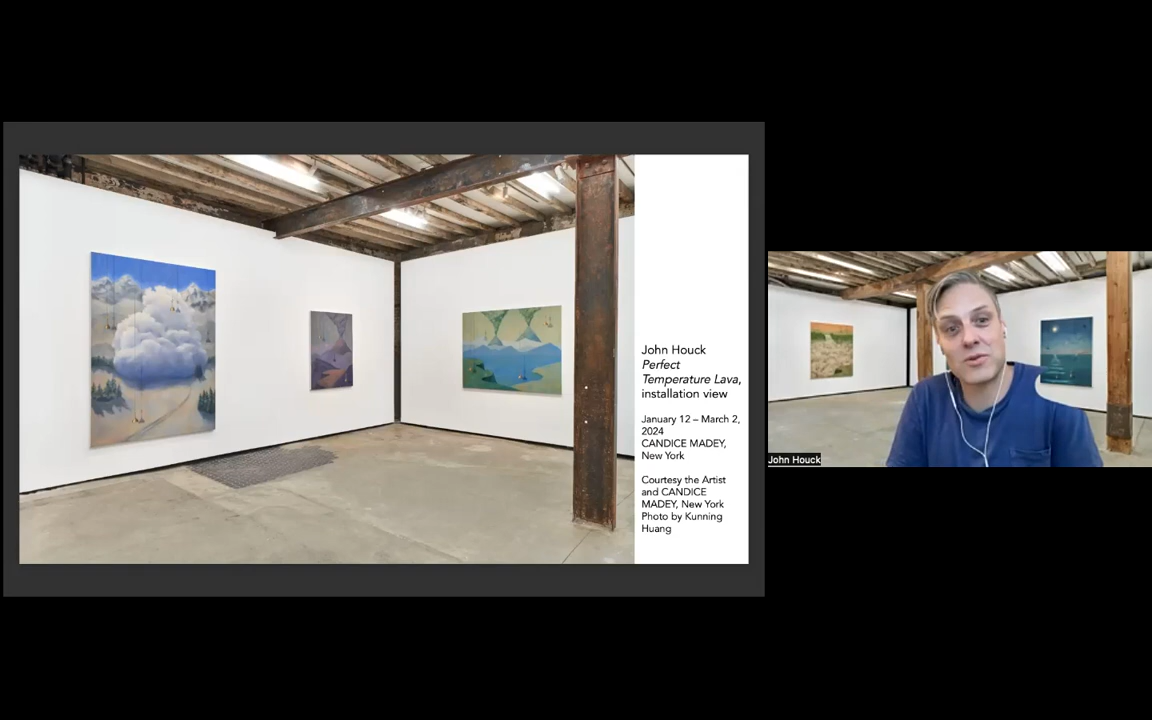 John Houck
Perfect
Temperature Lava,
installation view
January 12 – March 2,
2024
CANDICE MADEY,
New York
Courtesy the Artist
and CANDICE
MADEY, New York
Photo by Kunning
Huang
John Houck